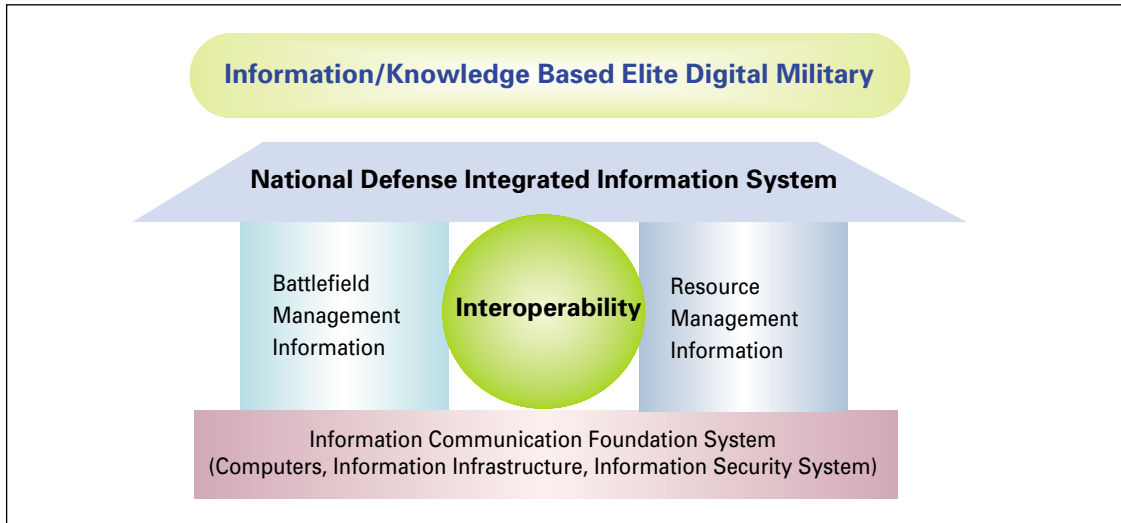 Information/Knowledge Based Elite Digital Military
National Defense Integrated Information System
Battlefield
Management
Information
Interoperability
Resource
Management
Information
Information Communication Foundation System
(Computers, Information Infrastructure, Information Security System)